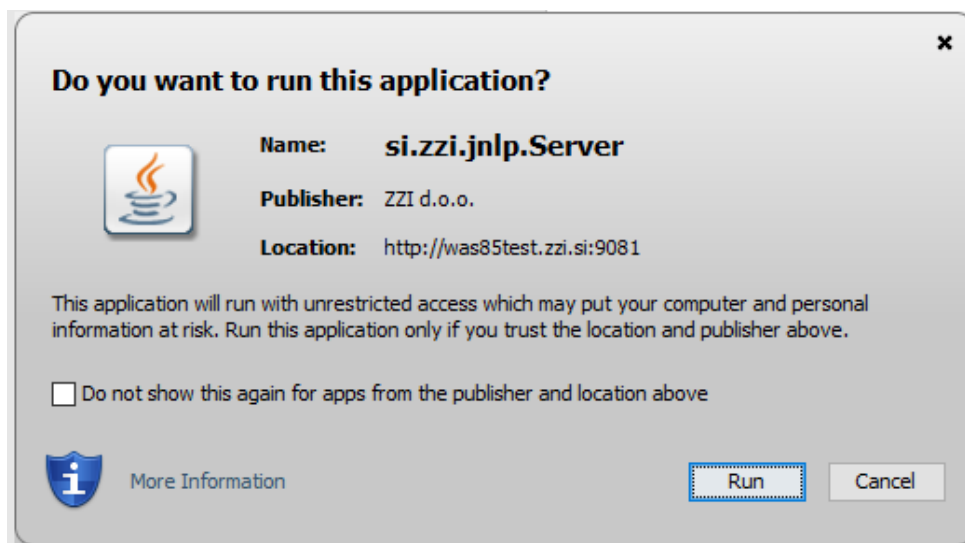 Do you want to run this application?
Name: si.zzi.jnlp.Server
Publisher: ZZI d.o.o.
Location: http://was85test.zzi.si:9081
This application will run with unrestricted access which may put your computer and personal
information at risk. Run this application only if you trust the location and publisher above.
Do not show this again for apps from the publisher and location above
More Information
Run Cancel